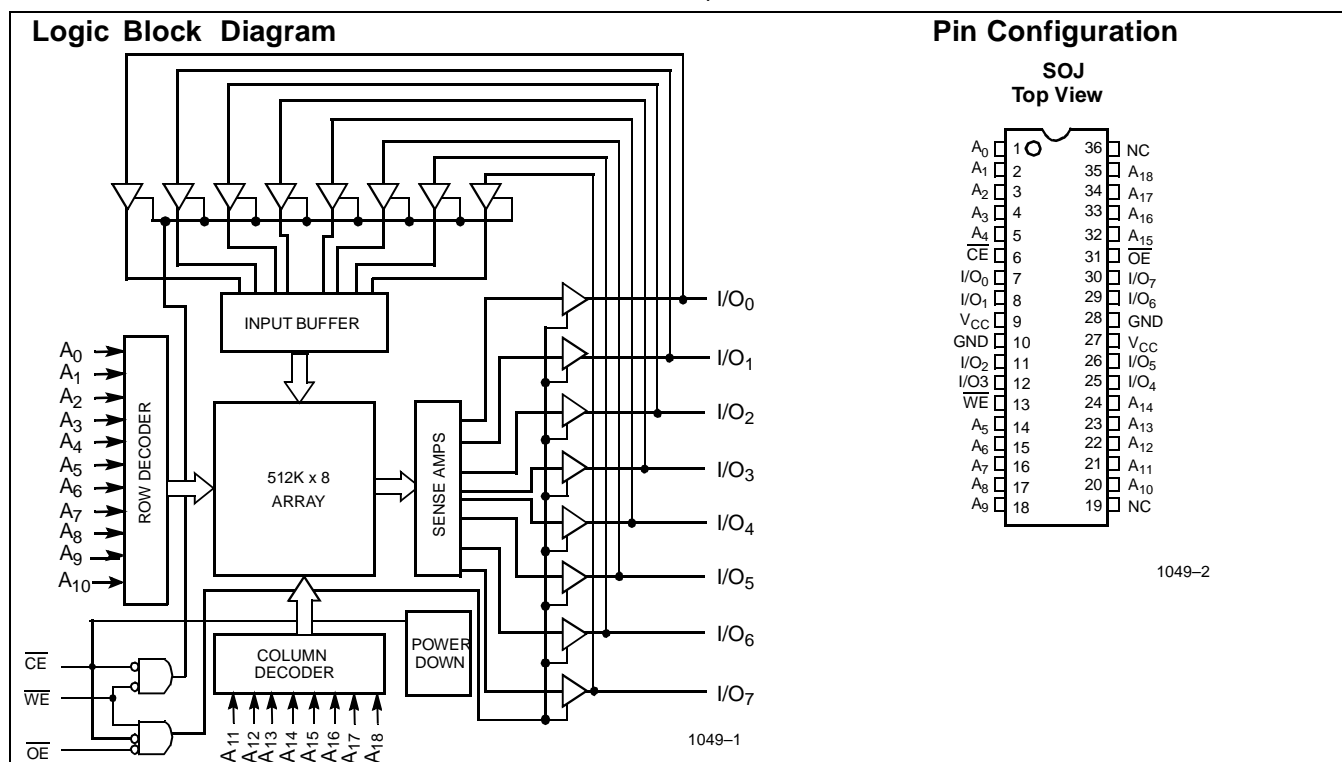 Logic Block Diagram
INPUT BUFFER
A0
A1
A2
A3
A4
A5
A6
A7
A8
A9
A10
ROW DECODER
512K x 8
ARRAY
SENSE AMPS
I/O0
I/O1
I/O2
I/O3
I/O4
I/O5
I/O6
I/O7
COLUMN
DECODER
POWER
DOWN
CE
WE
OE
A11
A12
A13
A14
A15
A16
A17
A18
1049–1
Pin Configuration
SOJ
Top View
A0 1 36 NC
A1 2 35 A18
A2 3 34 A17
A3 4 33 A16
A4 5 32 A15
CE 6 31 OE
I/O0 7 30 I/O7
I/O1 8 29 I/O6
VCC 9 28 GND
GND 10 27 VCC
I/O2 11 26 I/O5
I/O3 12 25 I/O4
WE 13 24 A14
A5 14 23 A13
A6 15 22 A12
A7 16 21 A11
A8 17 20 A10
A9 18 19 NC
1049–2